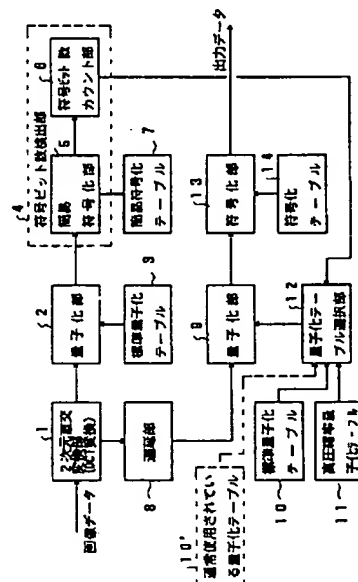 画像データ
1
2次元直交
変換部
(DCT変換)
2
量子化部
3
標準量子化
テーブル
4
符号ビット数検出部
5
簡易
符号化部
6
符号ビット数
カウント部
7
簡易符号化
テーブル
8
遅延部
9
量子化部
10'
通常使用されてい
る量子化テーブル
10
標準量子化
テーブル
11
高圧縮率量
子化テーブル
12
量子化テー
ブル選択部
13
符号化部
14
符号化
テーブル
出力データ